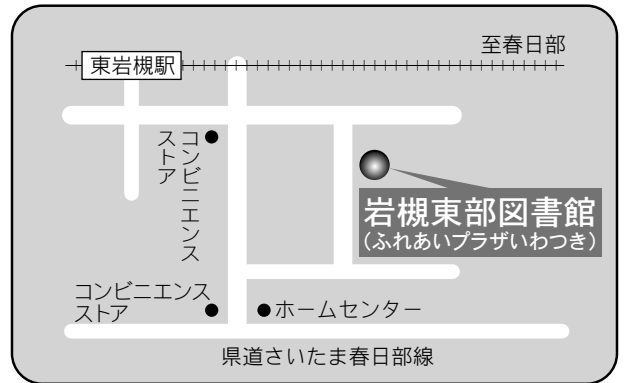 至春日部
東岩槻駅
コンビニエンス
ストア
岩槻東部図書館
(ふれあいプラザいわつき)
コンビニエンス
ストア
ホームセンター
県道さいたま春日部線